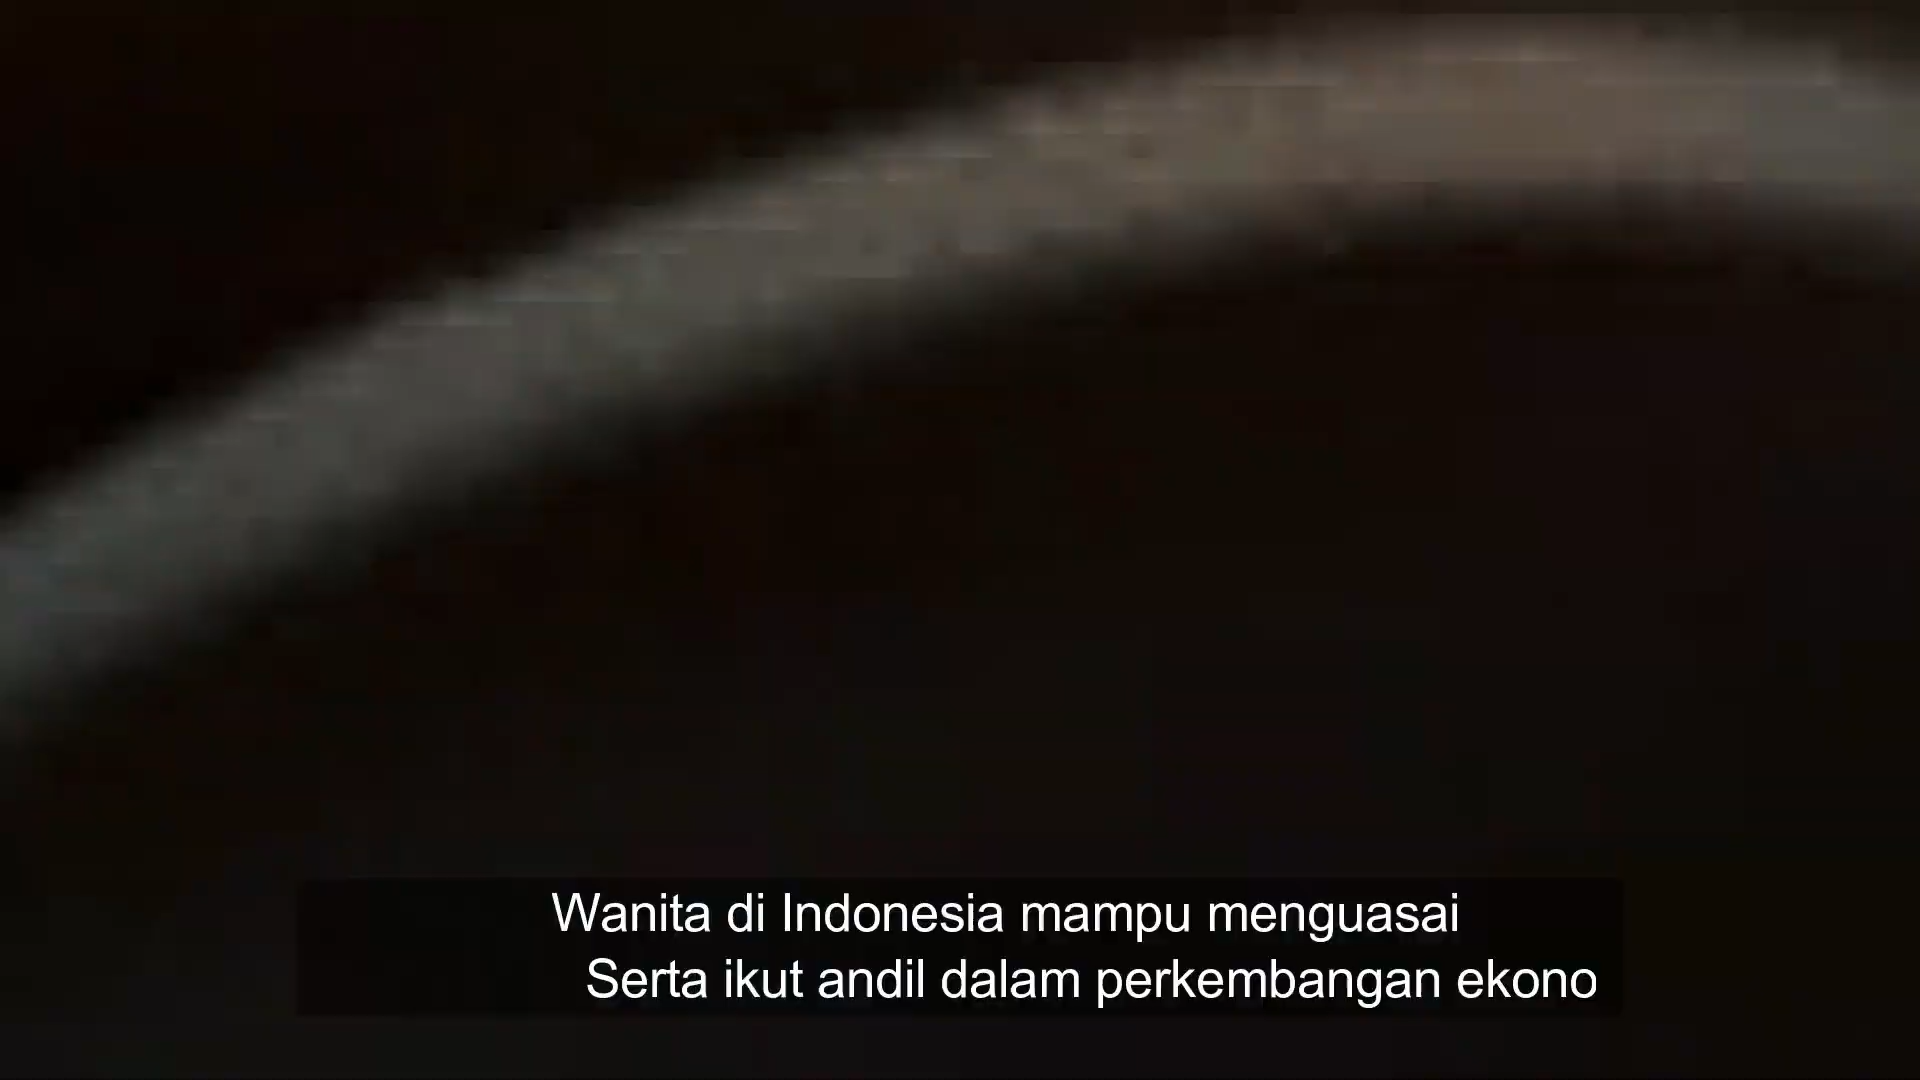 Wanita di Indonesia mampu menguasai
Serta ikut andil dalam perkembangan ekono